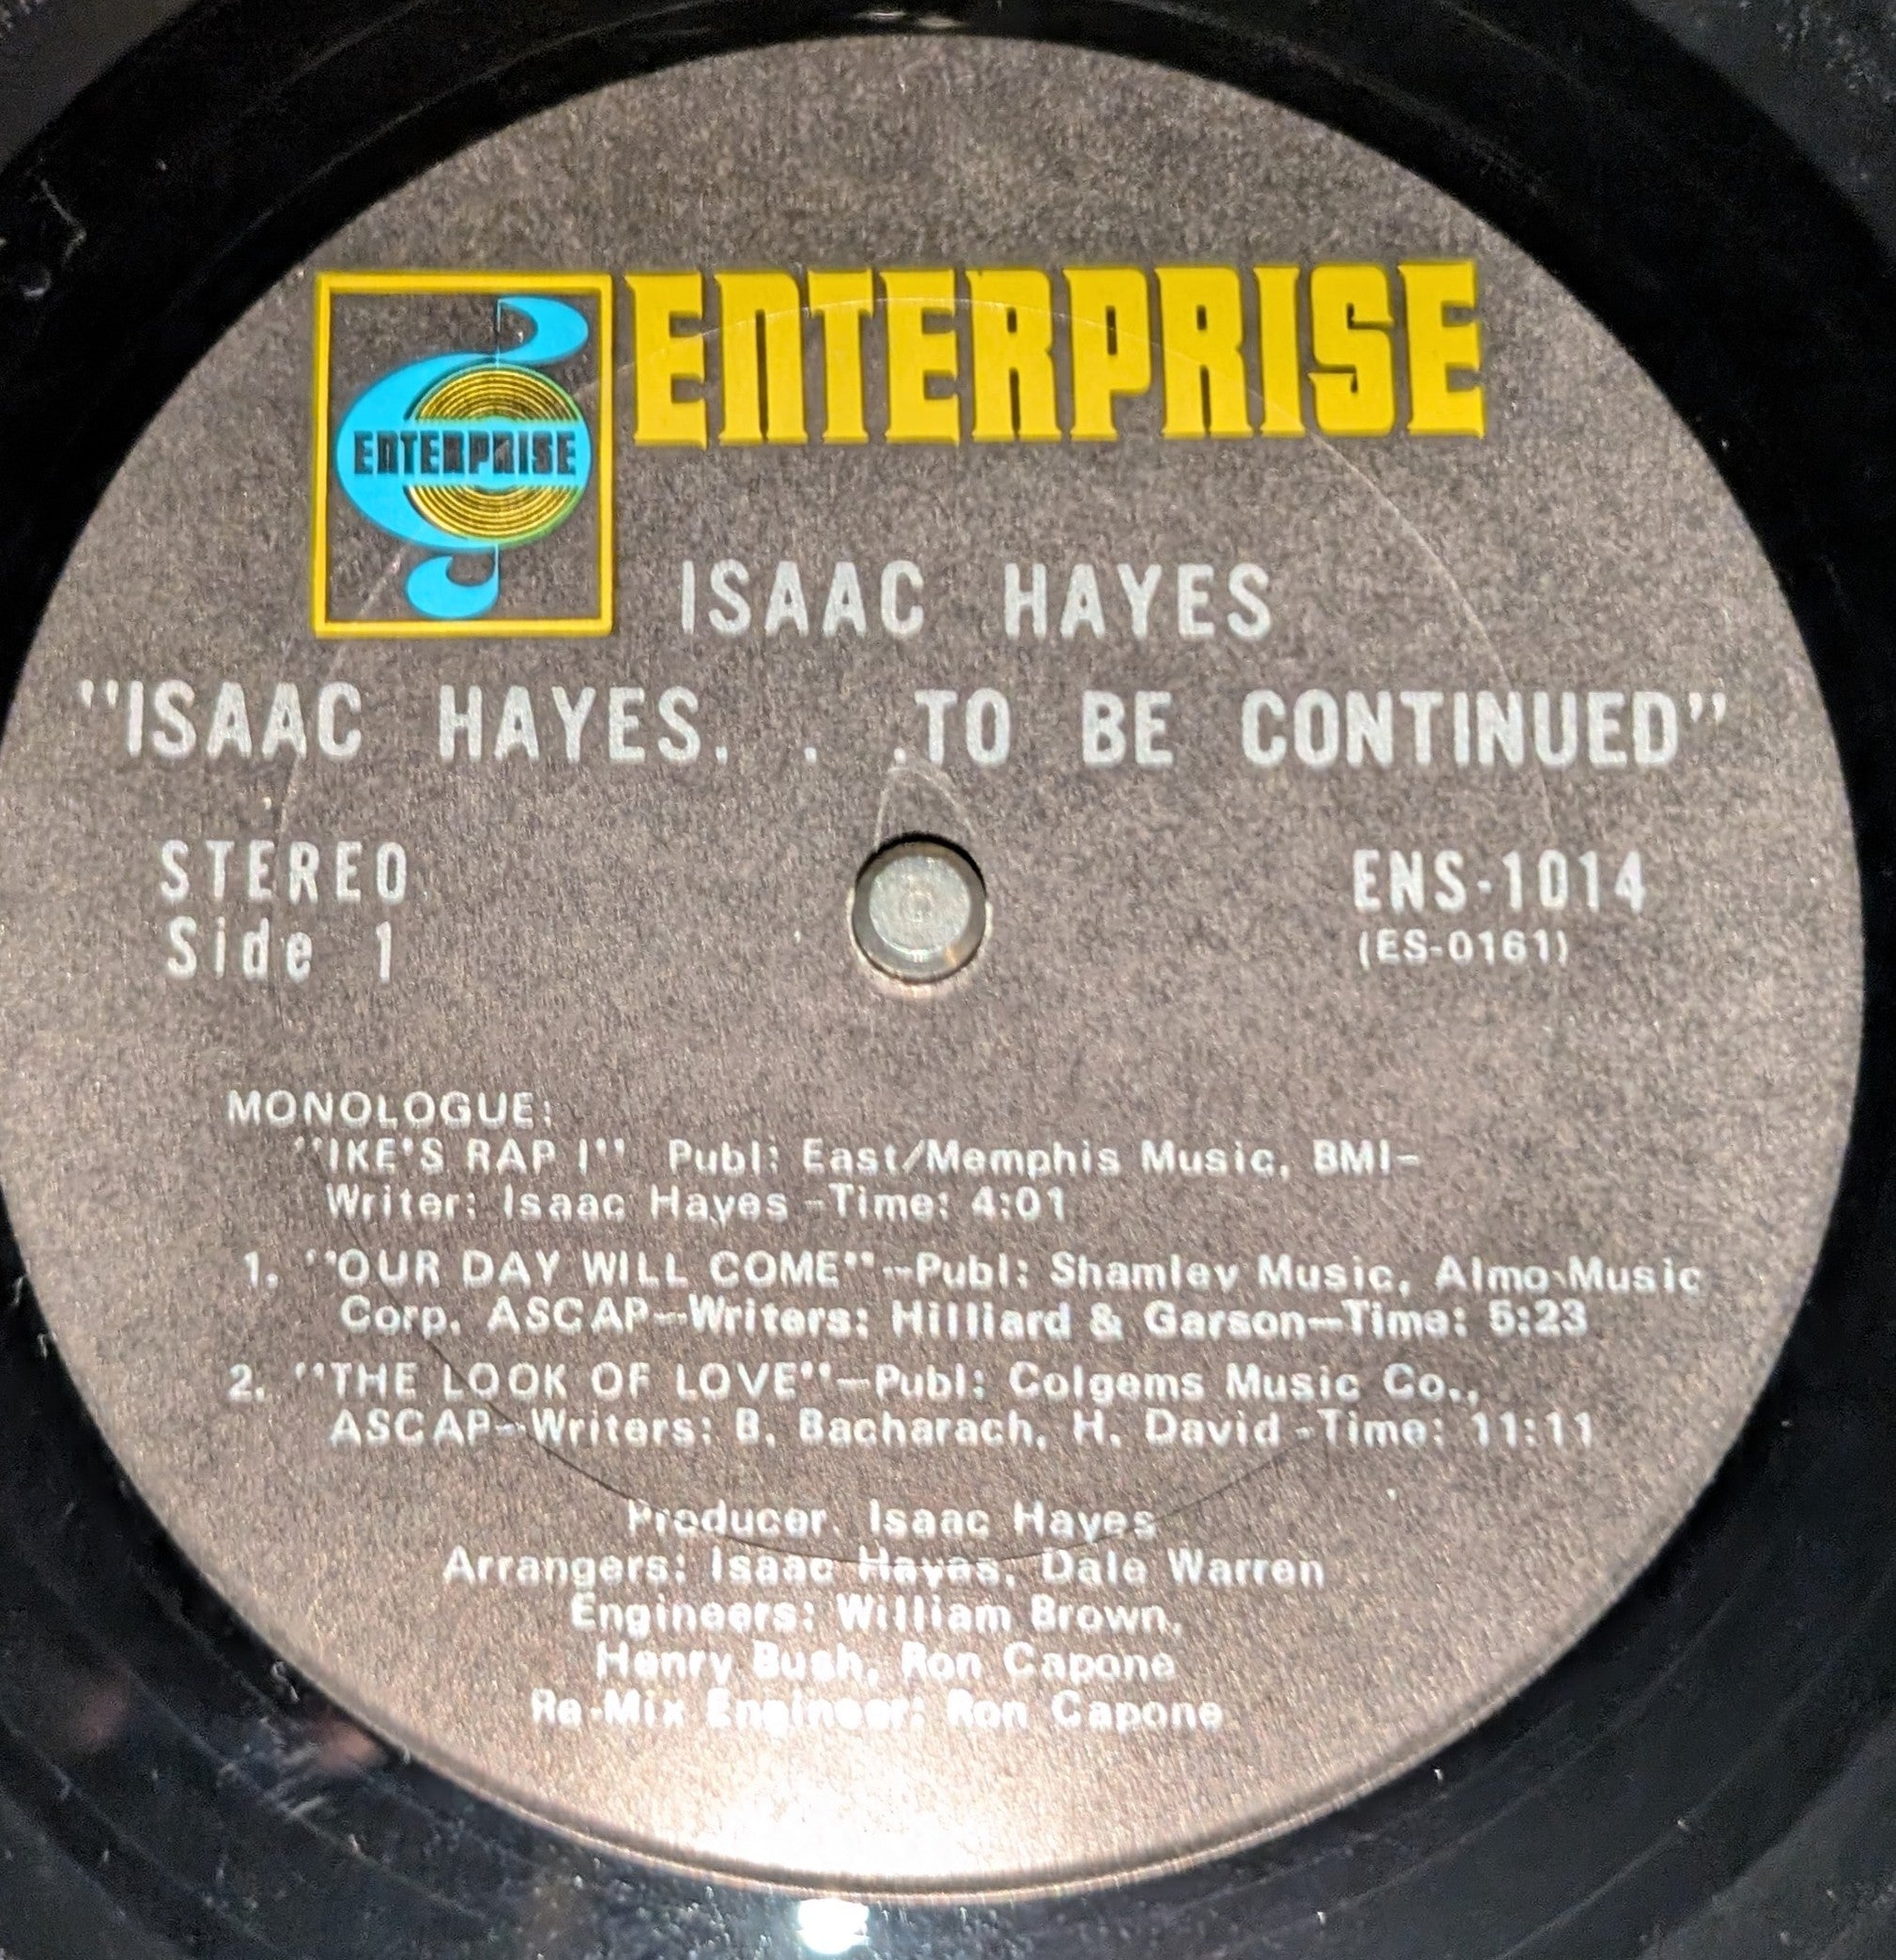 ENTERPRISE
ENTERPRISE
ISAAC HAYES
"ISAAC HAYES. . .TO BE CONTINUED"
STEREO
Side 1
ENS-1014
(ES-0161)
MONOLOGUE:
"IKE'S RAP I" Publ: East/Memphis Music, BMI-
Writer: Isaac Hayes -Time: 4:01
1. "OUR DAY WILL COME"--Publ: Shamley Music, Almo Music
Corp. ASCAP--Writers: Hilliard & Garson—Time: 5:23
2. "THE LOOK OF LOVE"—Publ: Colgems Music Co.,
ASCAP--Writers: B. Bacharach, H. David -Time: 11:11
Producer. Isaac Hayes
Arrangers: Isaac Hayes, Dale Warren
Engineers: William Brown,
Henry Bush, Ron Capone
Re-Mix Engineer: Ron Capone